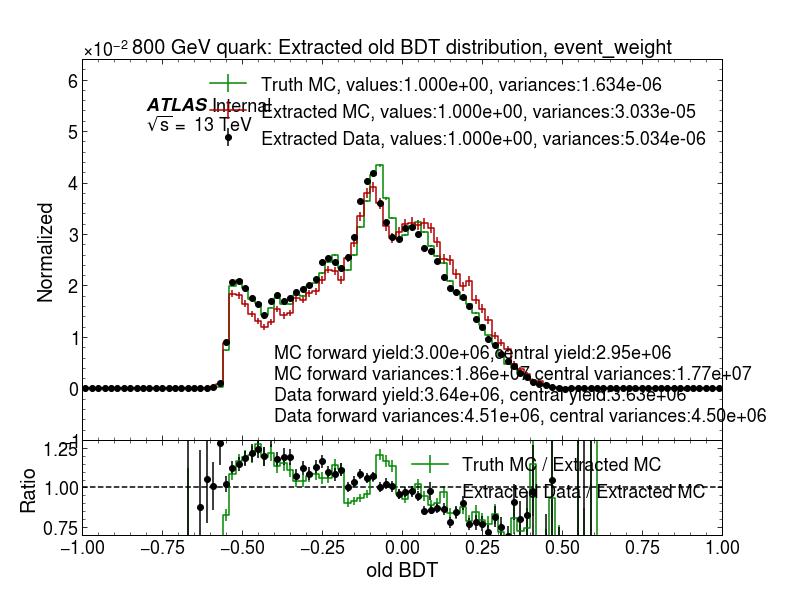 ×10⁻² 800 GeV quark: Extracted old BDT distribution, event_weight
Truth MC, values:1.000e+00, variances:1.634e-06
ATLAS Internal
Extracted MC, values:1.000e+00, variances:3.033e-05
√s = 13 TeV
Extracted Data, values:1.000e+00, variances:5.034e-06
6
5
4
3
2
1
0
−1
Normalized
MC forward yield:3.00e+06, central yield:2.95e+06
MC forward variances:1.86e+07, central variances:1.77e+07
Data forward yield:3.64e+06, central yield:3.63e+06
Data forward variances:4.51e+06, central variances:4.50e+06
1.25
1.00
0.75
Ratio
Truth MC / Extracted MC
Extracted Data / Extracted MC
−1.00 −0.75 −0.50 −0.25 0.00 0.25 0.50 0.75 1.00
old BDT